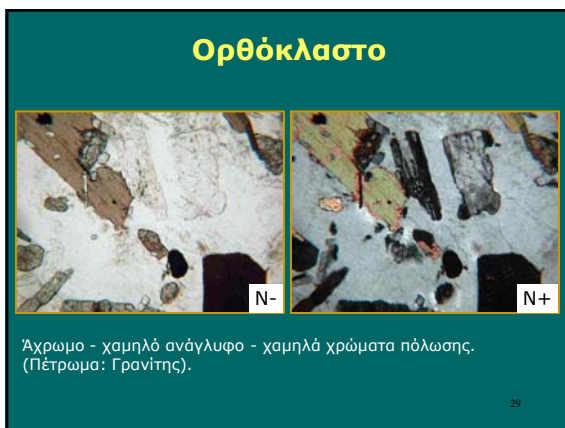 Ορθόκλαστο
N-
N+
Άχρωμο - χαμηλό ανάγλυφο - χαμηλά χρώματα πόλωσης.
(Πέτρωμα: Γρανίτης).
29